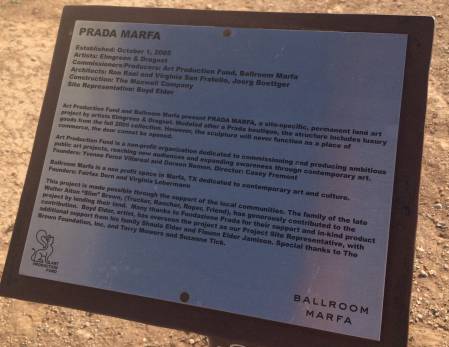 PRADA MARFA
Established: October 1, 2005
Artists: Elmgreen & Dragset
Commissioners/Producers: Art Production Fund, Ballroom Marfa
Architects: Ron Rael and Virginia San Fratello, Joerg Boettger
Construction: The Maxwell Company
Site Representation: Boyd Elder
Art Production Fund and Ballroom Marfa present PRADA MARFA, a site-specific, permanent land art
project by artists Elmgreen & Dragset. Modeled after a Prada boutique, the structure includes luxury
goods from the fall 2005 collection. However, the sculpture will never function as a place of
commerce, the door cannot be opened.
Art Production Fund is a non-profit organization dedicated to commissioning and producing ambitious
public art projects, reaching new audiences and expanding awareness through contemporary art.
Founders: Yvonne Force Villareal and Doreen Remen. Director: Casey Fremont
Ballroom Marfa is a non profit space in Marfa, TX dedicated to contemporary art and culture.
Founders: Fairfax Dorn and Virginia Lebermann
This project is made possible through the support of the local communities. The family of the late
Walter Alton "Slim" Brown, (Trucker, Rancher, Roper, Friend), has generously contributed to the
project by lending their land. Many thanks to Fondazione Prada for their support and in-kind product
contribution. Boyd Elder, artist, has overseen the project as our Project Site Representative, with
additional support from his family Shaula Elder and Flaunn Elder Jamison. Special thanks to The
Brown Foundation, Inc, and Terry Mowers and Suzanne Tick.
ART
PRODUCTION
FUND
BALLROOM
MARFA